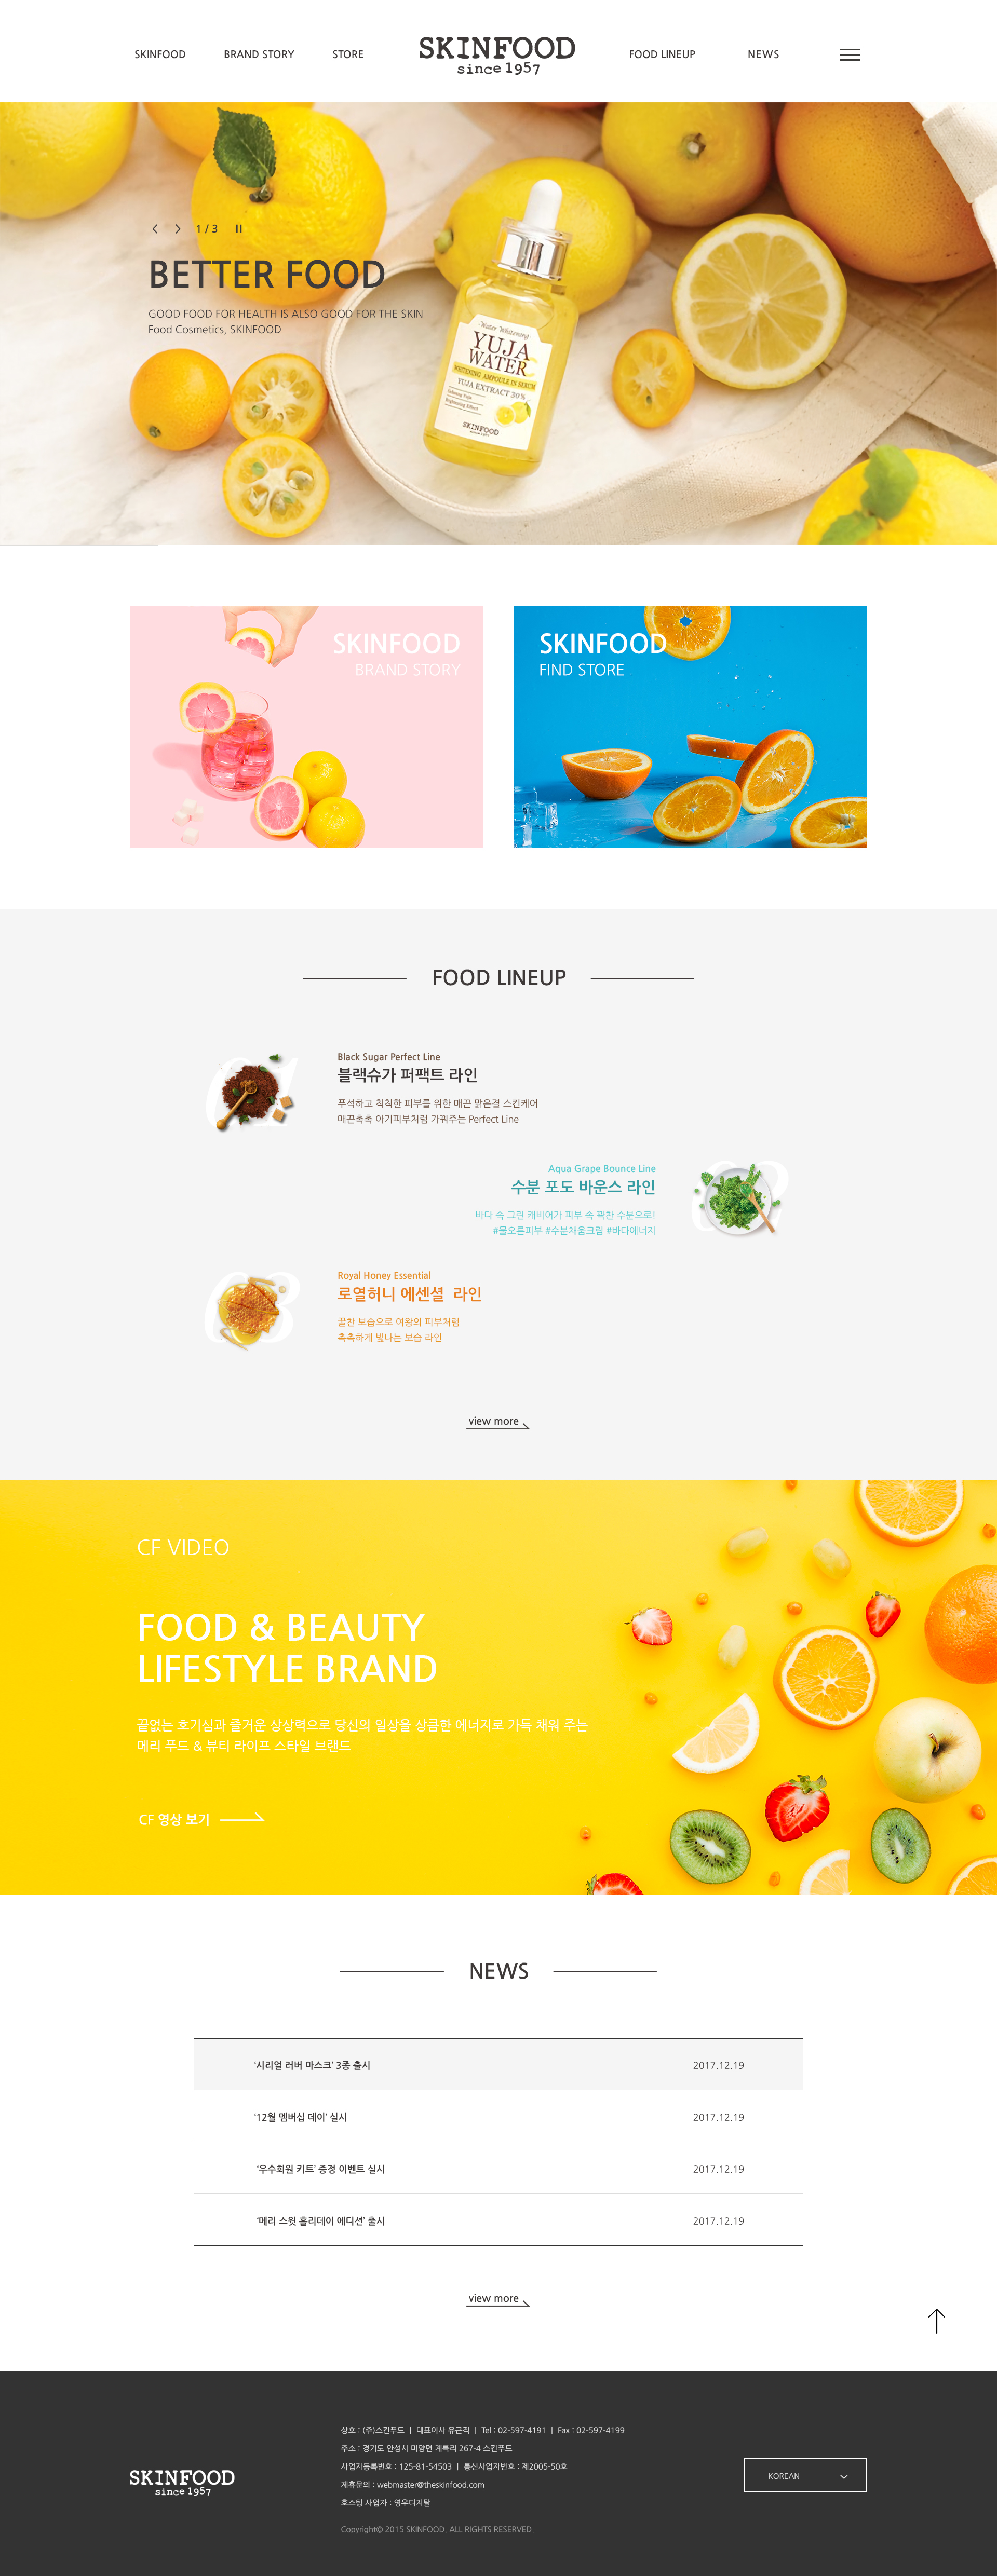 SKINFOOD
BRAND STORY
STORE
SKINFOOD
since 1957
FOOD LINEUP
NEWS
1 / 3
BETTER FOOD
GOOD FOOD FOR HEALTH IS ALSO GOOD FOR THE SKIN
Food Cosmetics, SKINFOOD
Water Whitening
YUJA
WATER
WHITENING AMPOULE IN SERUM
YUJA EXTRACT 30%
Brightening Effect
SKINFOOD
SKINFOOD
BRAND STORY
SKINFOOD
FIND STORE
FOOD LINEUP
Black Sugar Perfect Line
블랙슈가 퍼팩트 라인
푸석하고 칙칙한 피부를 위한 매끈 맑은결 스킨케어
매끈촉촉 아기피부처럼 가꿔주는 Perfect Line
Aqua Grape Bounce Line
수분 포도 바운스 라인
바다 속 그린 캐비어가 피부 속 꽉찬 수분으로!
#물오른피부 #수분채움크림 #바다에너지
Royal Honey Essential
로열허니 에센셜 라인
꿀찬 보습으로 여왕의 피부처럼
촉촉하게 빛나는 보습 라인
view more
CF VIDEO
FOOD & BEAUTY
LIFESTYLE BRAND
끝없는 호기심과 즐거운 상상력으로 당신의 일상을 상큼한 에너지로 가득 채워 주는
메리 푸드 & 뷰티 라이프 스타일 브랜드
CF 영상 보기
NEWS
'시리얼 러버 마스크' 3종 출시 2017.12.19
'12월 멤버십 데이' 실시 2017.12.19
'우수회원 키트' 증정 이벤트 실시 2017.12.19
'메리 스윗 홀리데이 에디션' 출시 2017.12.19
view more
SKINFOOD
since 1957
상호 : (주)스킨푸드 | 대표이사 유근직 | Tel : 02-597-4191 | Fax : 02-597-4199
주소 : 경기도 안성시 미양면 계륵리 267-4 스킨푸드
사업자등록번호 : 125-81-54503 | 통신사업자번호 : 제2005-50호
제휴문의 : webmaster@theskinfood.com
호스팅 사업자 : 영우디지탈
Copyright© 2015 SKINFOOD. ALL RIGHTS RESERVED.
KOREAN